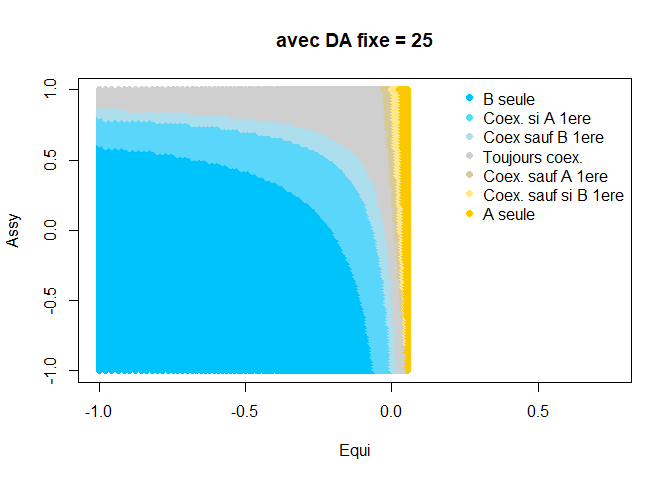 avec DA fixe = 25
B seule
Coex. si A 1ere
Coex sauf B 1ere
Toujours coex.
Coex. sauf A 1ere
Coex. sauf si B 1ere
A seule
1.0
0.5
0.0
-0.5
-1.0
Assy
-1.0 -0.5 0.0 0.5
Equi